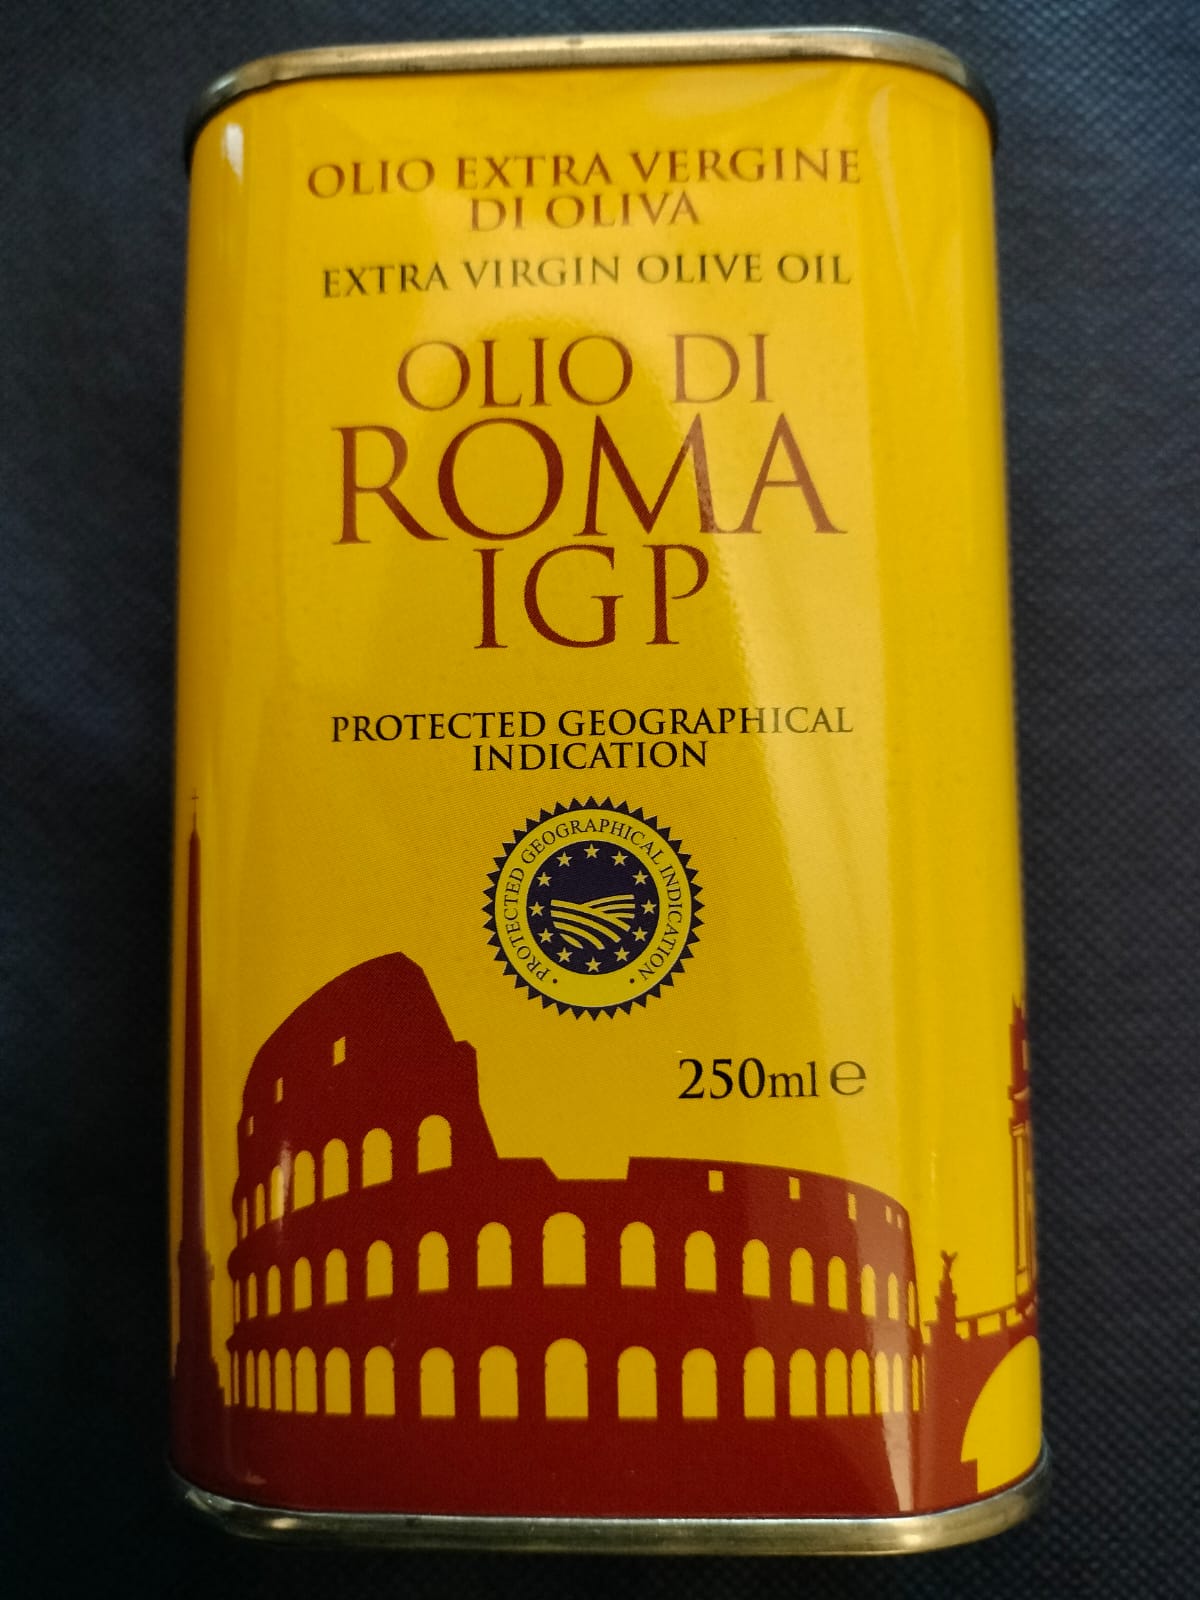 OLIO EXTRA VERGINE
DI OLIVA
EXTRA VIRGIN OLIVE OIL
OLIO DI
ROMA
IGP
PROTECTED GEOGRAPHICAL
INDICATION
• PROTECTED GEOGRAPHICAL INDICATION •
250ml ℮